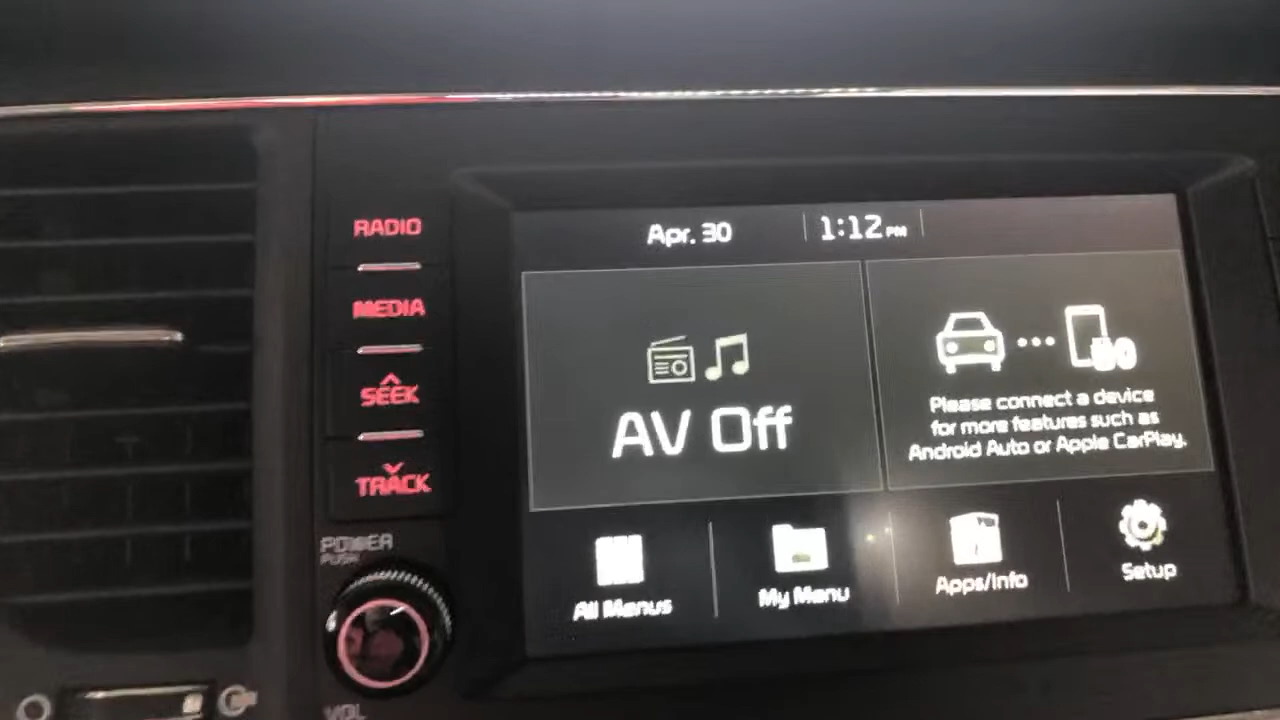 RADIO
MEDIA
SEEK
TRACK
POWER
PUSH
VOL
Apr. 30
1:12 PM
AV Off
Please connect a device
for more features such as
Android Auto or Apple CarPlay.
All Menus
My Menu
Apps/Info
Setup